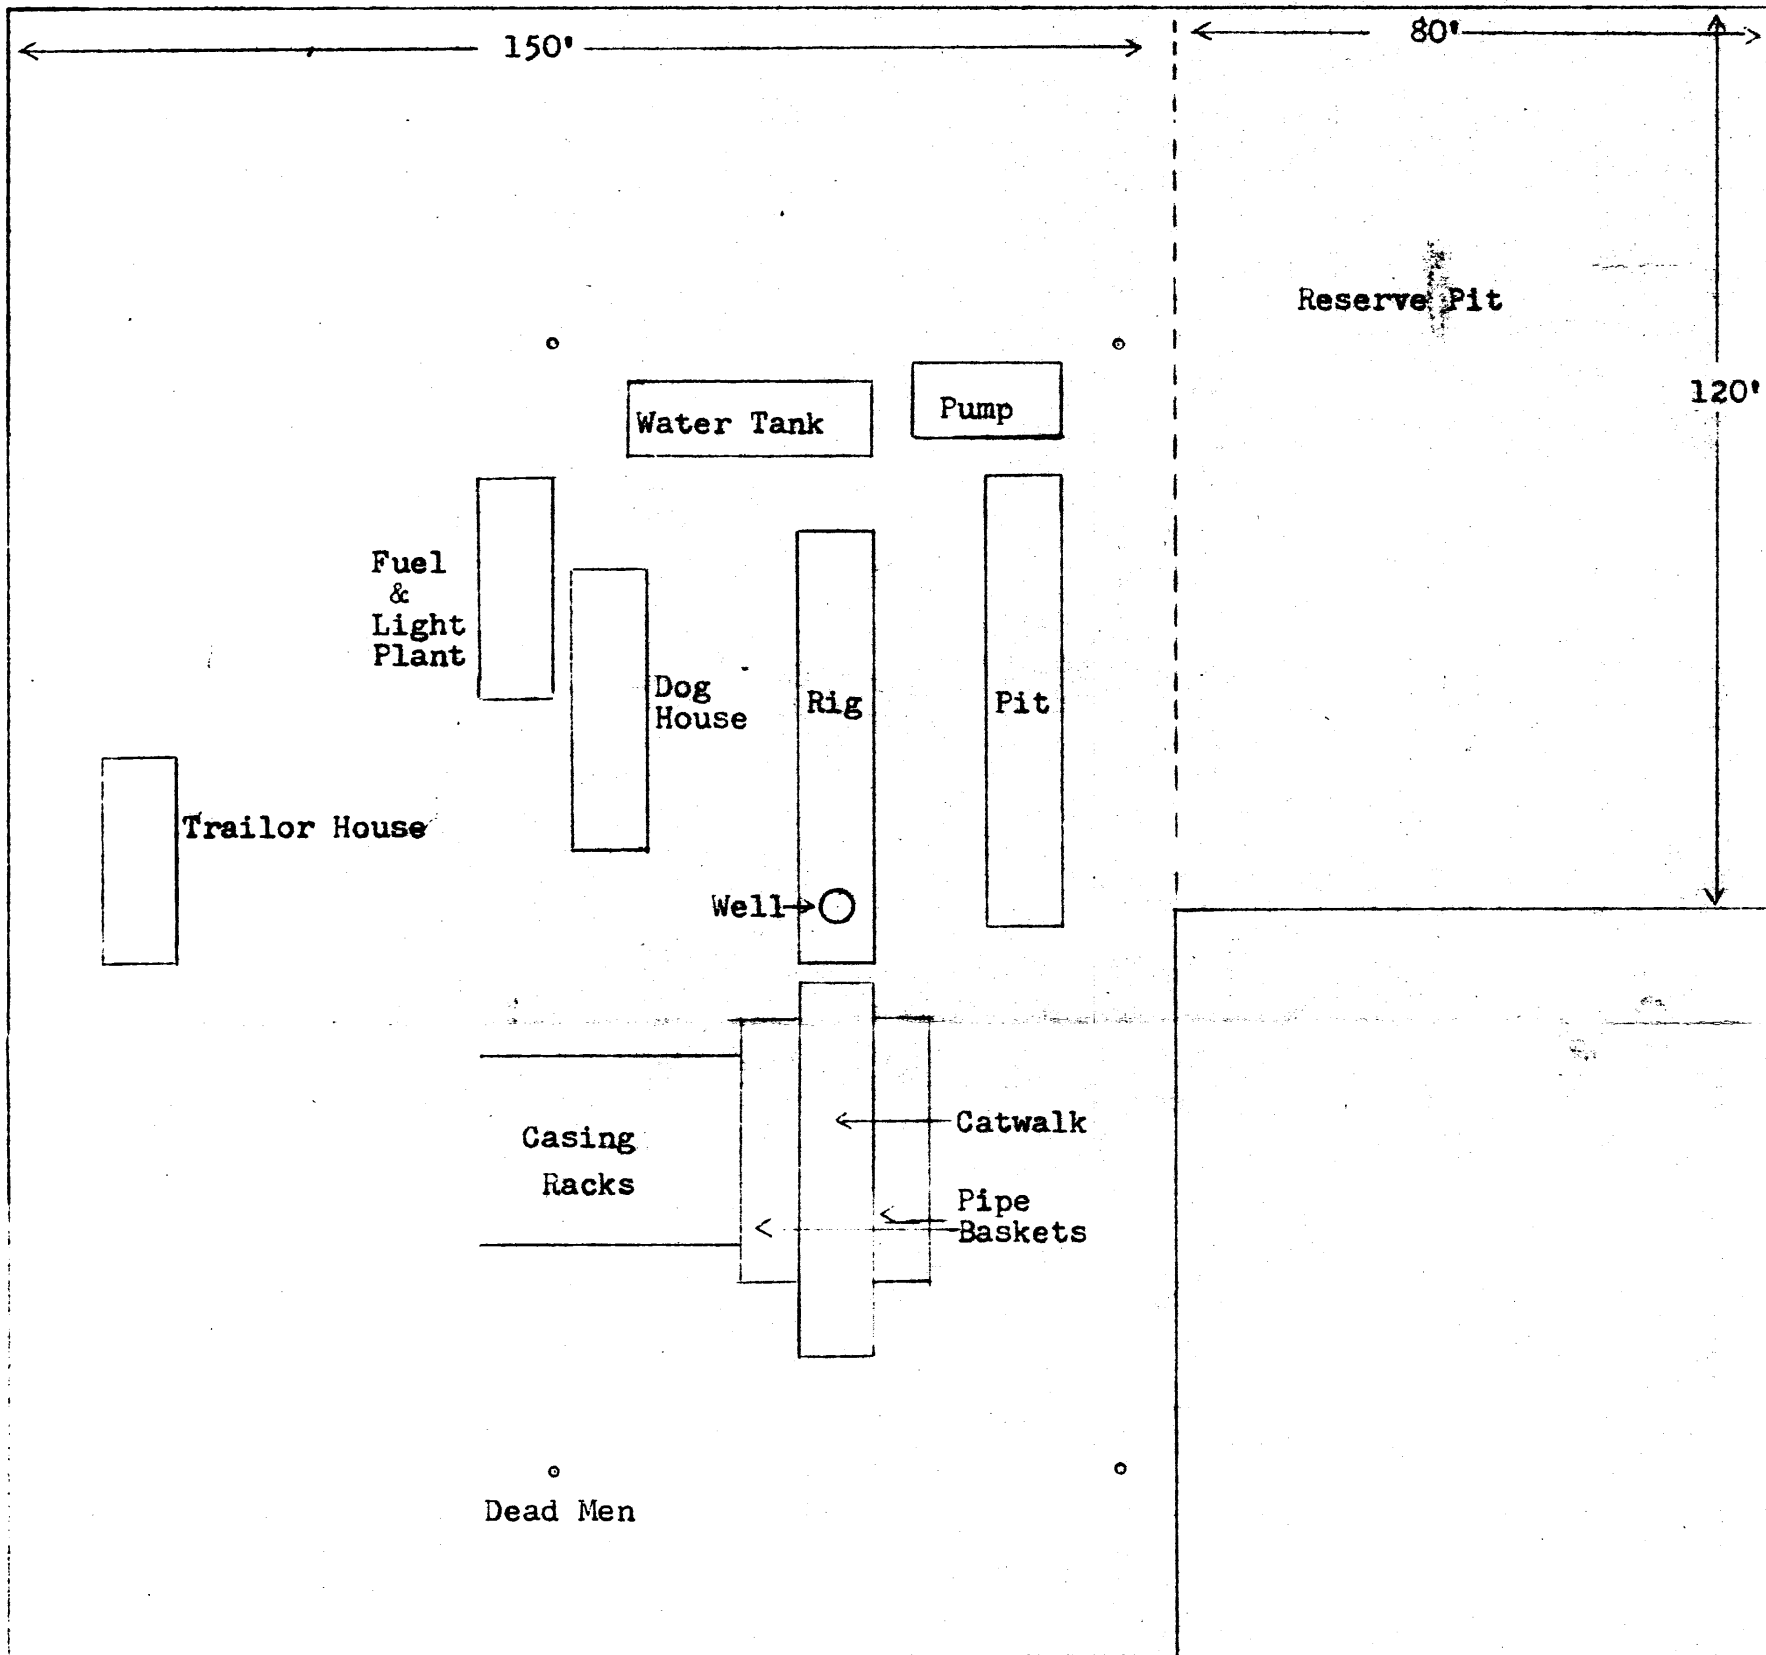 150'
80'
Reserve Pit
120'
Water Tank
Pump
Fuel
&
Light
Plant
Dog
House
Rig
Pit
Trailor House
Well
Casing
Racks
Catwalk
Pipe
Baskets
Dead Men